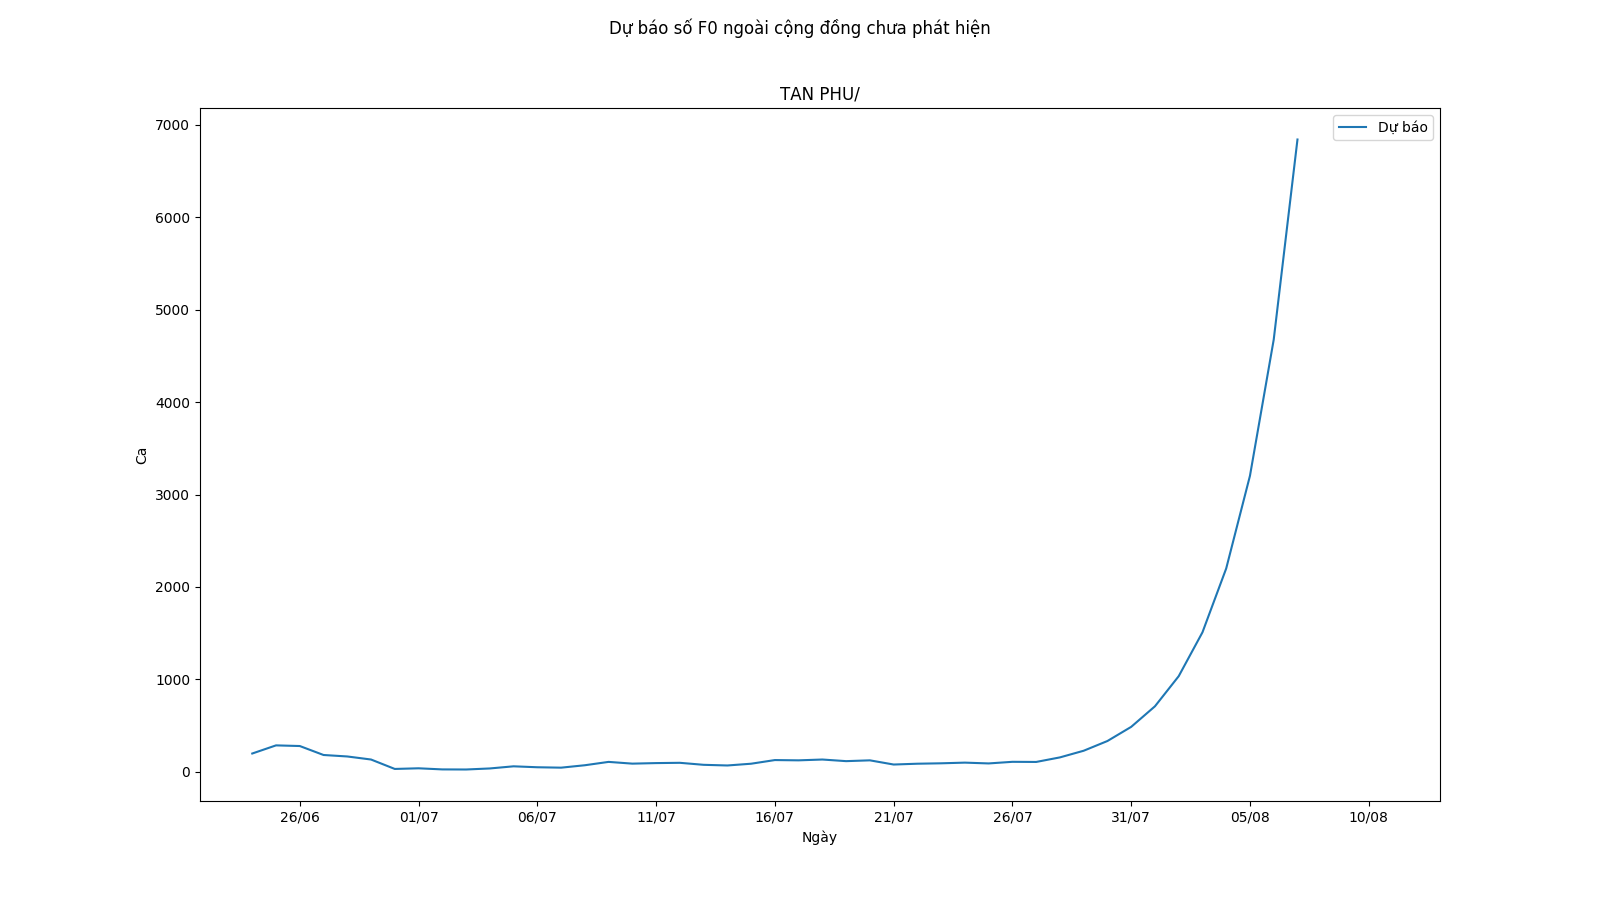 Dự báo số F0 ngoài cộng đồng chưa phát hiện
TAN PHU/
Dự báo
7000
6000
5000
4000
3000
2000
1000
0
Ca
26/06 01/07 06/07 11/07 16/07 21/07 26/07 31/07 05/08 10/08
Ngày